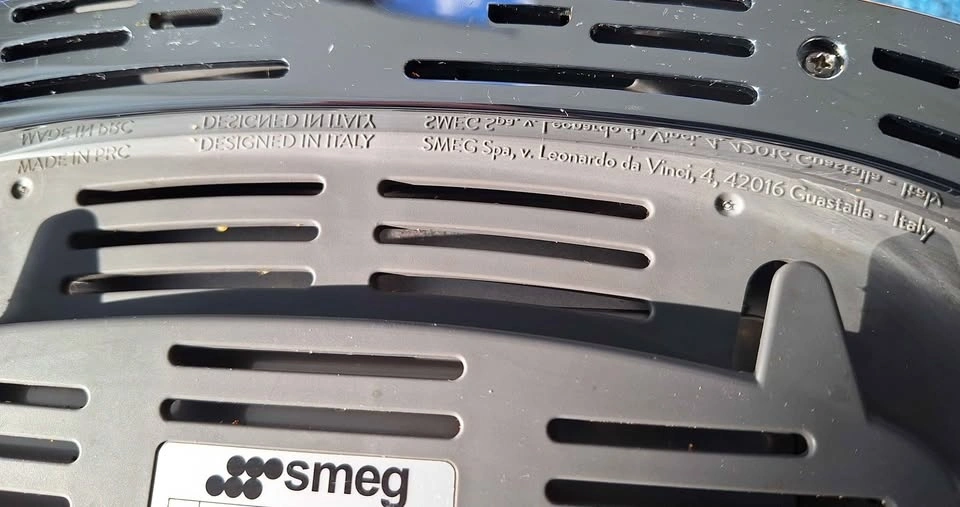 MADE IN PRC
DESIGNED IN ITALY
SMEG Spa, v. Leonardo da Vinci, 4, 42016 Guastalla - Italy
smeg